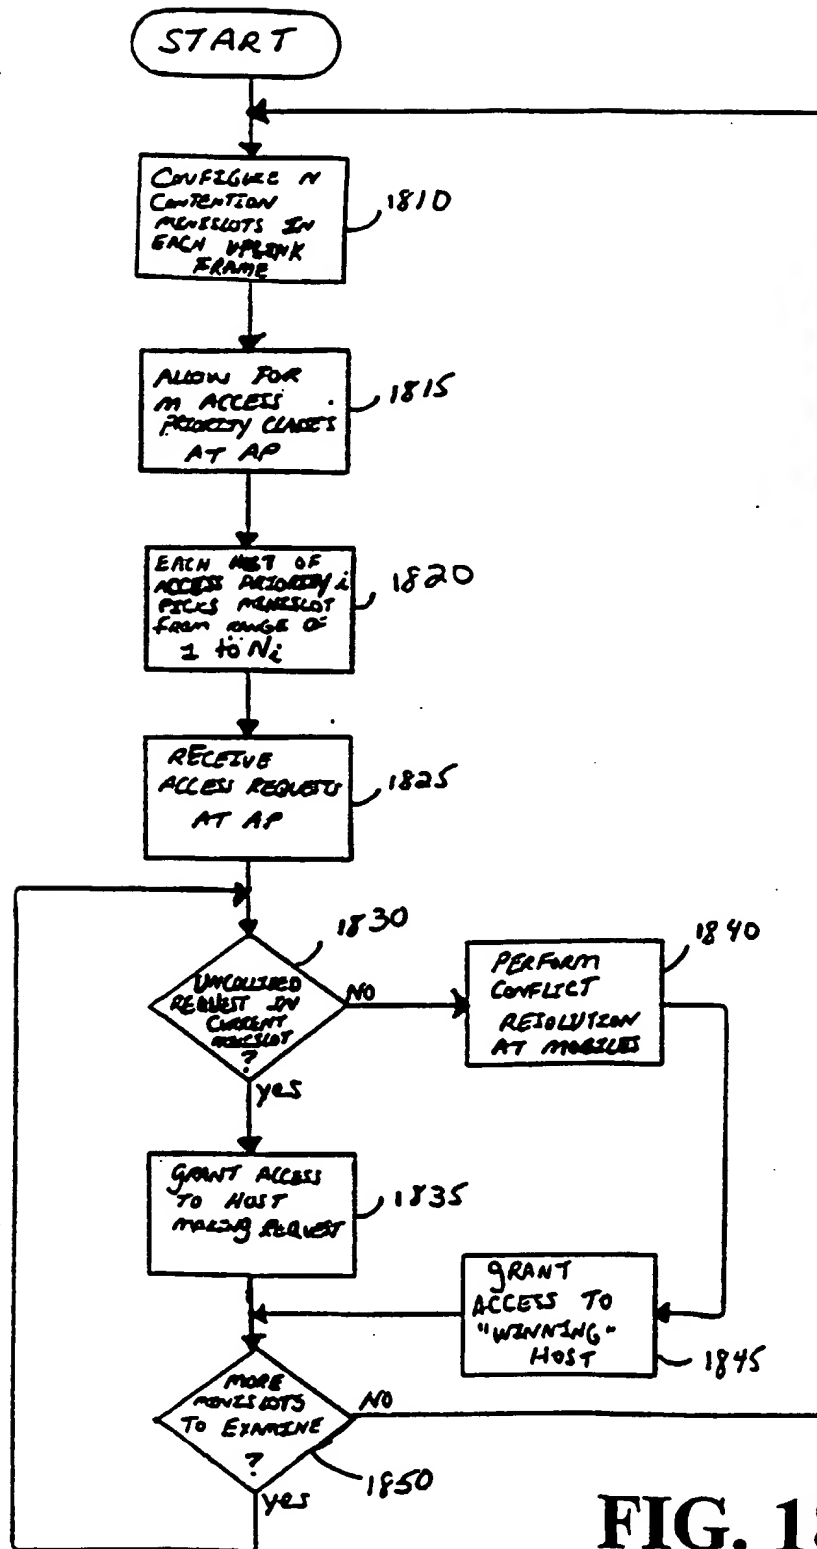 START
CONFIGURE N
CONTENTION
MINISLOTS IN
EACH UPLINK
FRAME
1810
ALLOW FOR
M ACCESS
PRIORITY CLASSES
AT AP
1815
EACH HOST OF
ACCESS PRIORITY i
PICKS MINISLOT
FROM RANGE OF
1 to Ni
1820
RECEIVE
ACCESS REQUESTS
AT AP
1825
UNCOLLIDED
REQUEST IN
CURRENT
MINISLOT
?
1830
NO
yes
PERFORM
CONFLICT
RESOLUTION
AT MOBILES
1840
GRANT ACCESS
TO HOST
MAKING REQUEST
1835
GRANT
ACCESS TO
"WINNING"
HOST
1845
MORE
MINISLOTS
TO EXAMINE
?
NO
1850
yes
FIG. 18